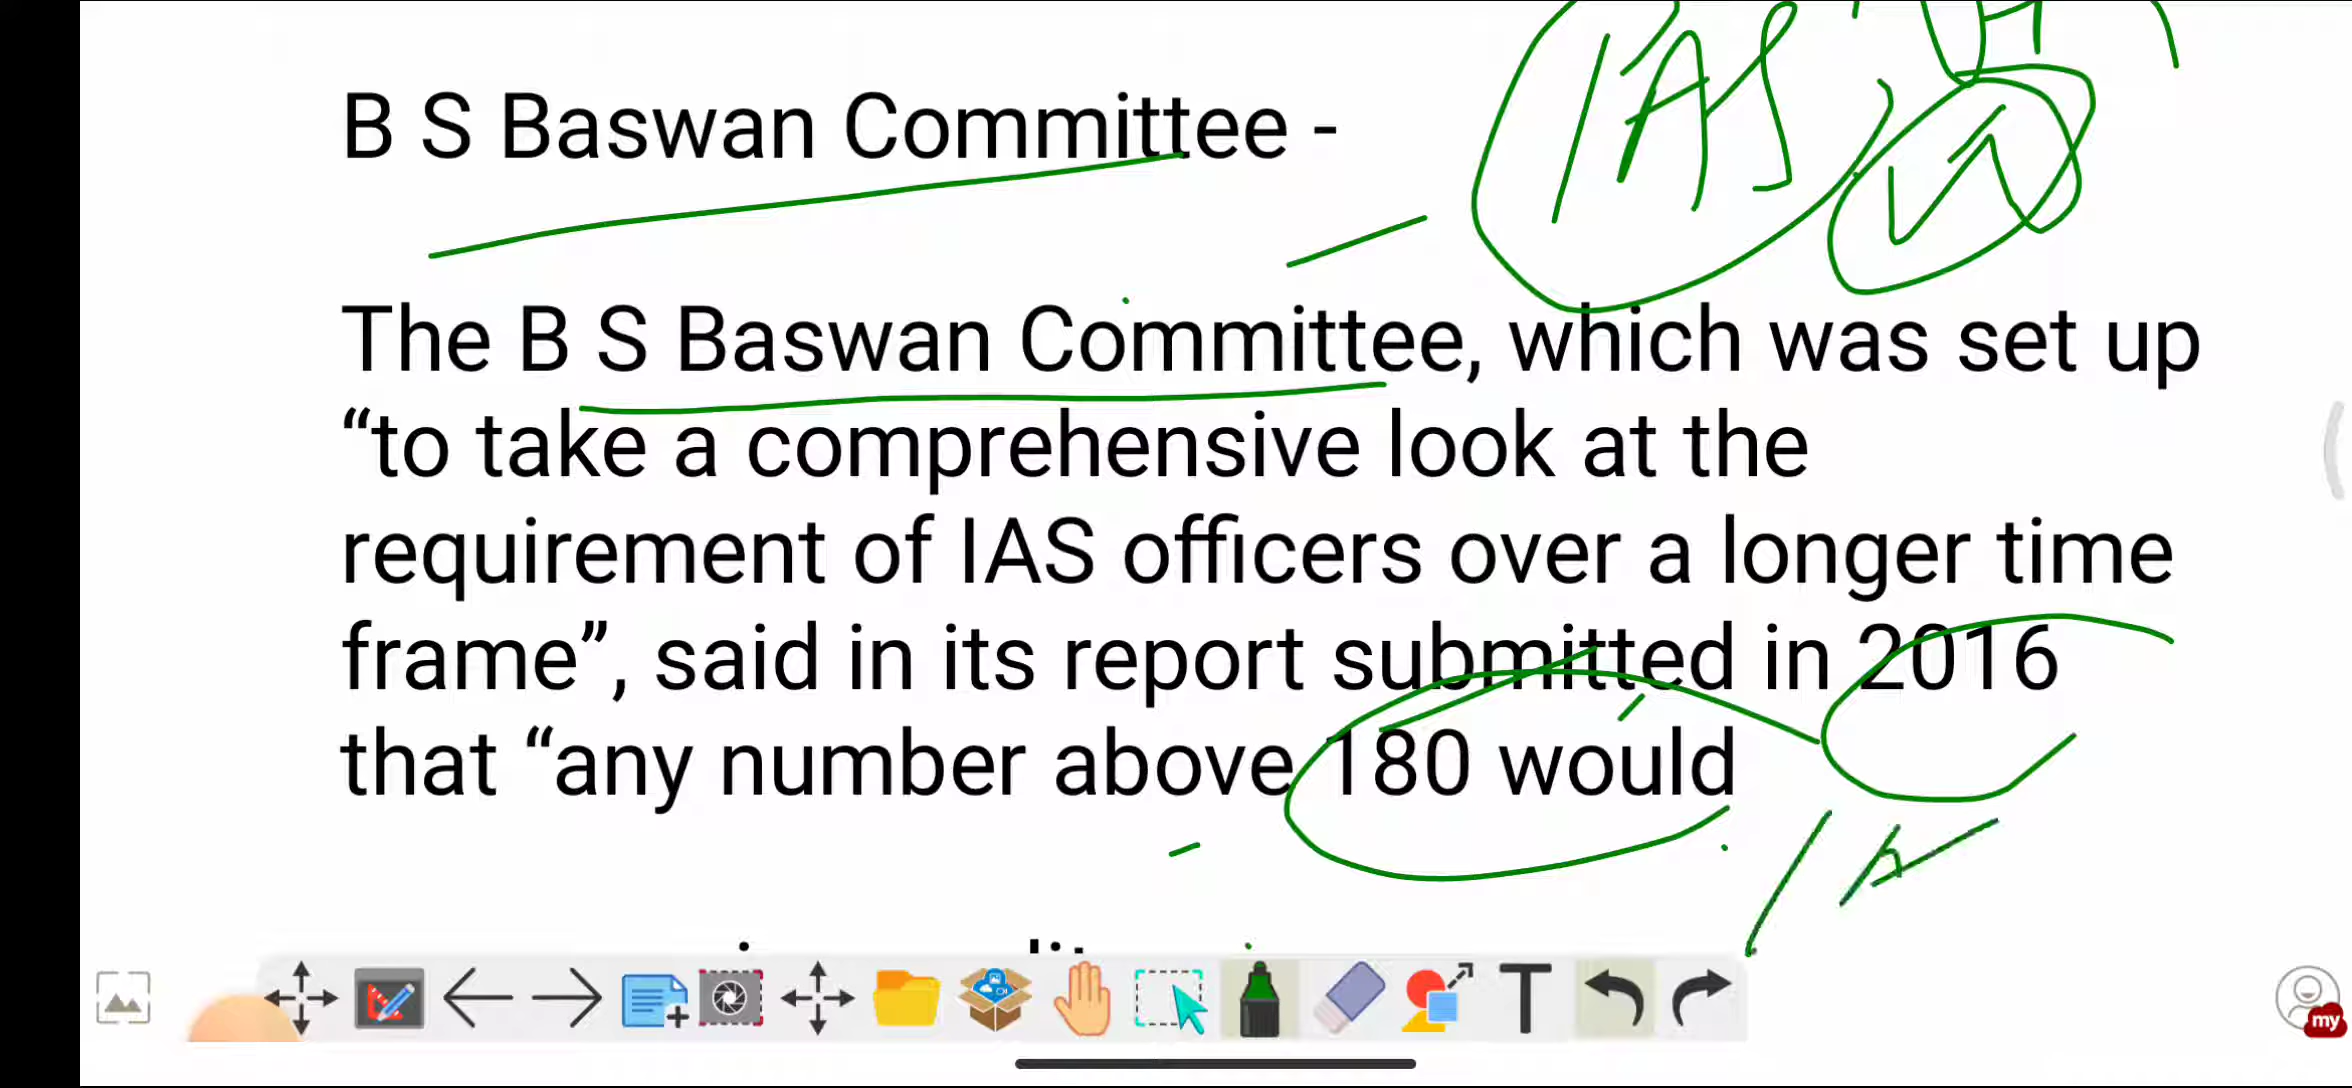 IAS
B S Baswan Committee -
The B S Baswan Committee, which was set up
“to take a comprehensive look at the
requirement of IAS officers over a longer time
frame”, said in its report submitted in 2016
that “any number above 180 would
T
my